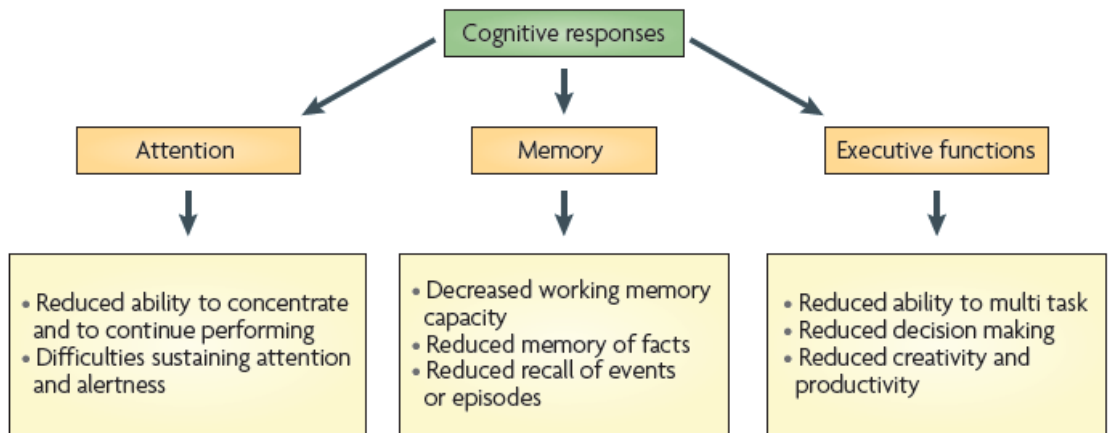 Cognitive responses
Attention
Memory
Executive functions
• Reduced ability to concentrate
and to continue performing
• Difficulties sustaining attention
and alertness
• Decreased working memory
capacity
• Reduced memory of facts
• Reduced recall of events
or episodes
• Reduced ability to multi task
• Reduced decision making
• Reduced creativity and
productivity